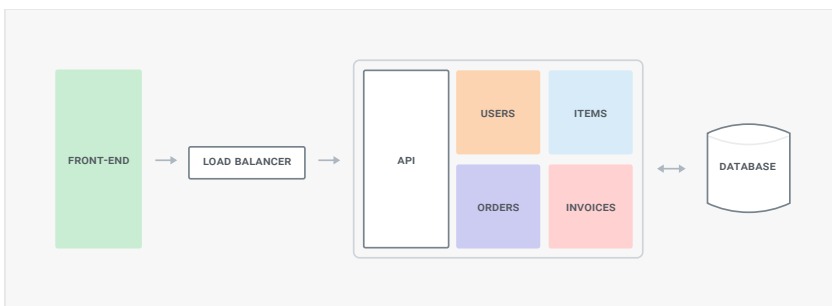 FRONT-END
LOAD BALANCER
API
USERS
ITEMS
ORDERS
INVOICES
DATABASE